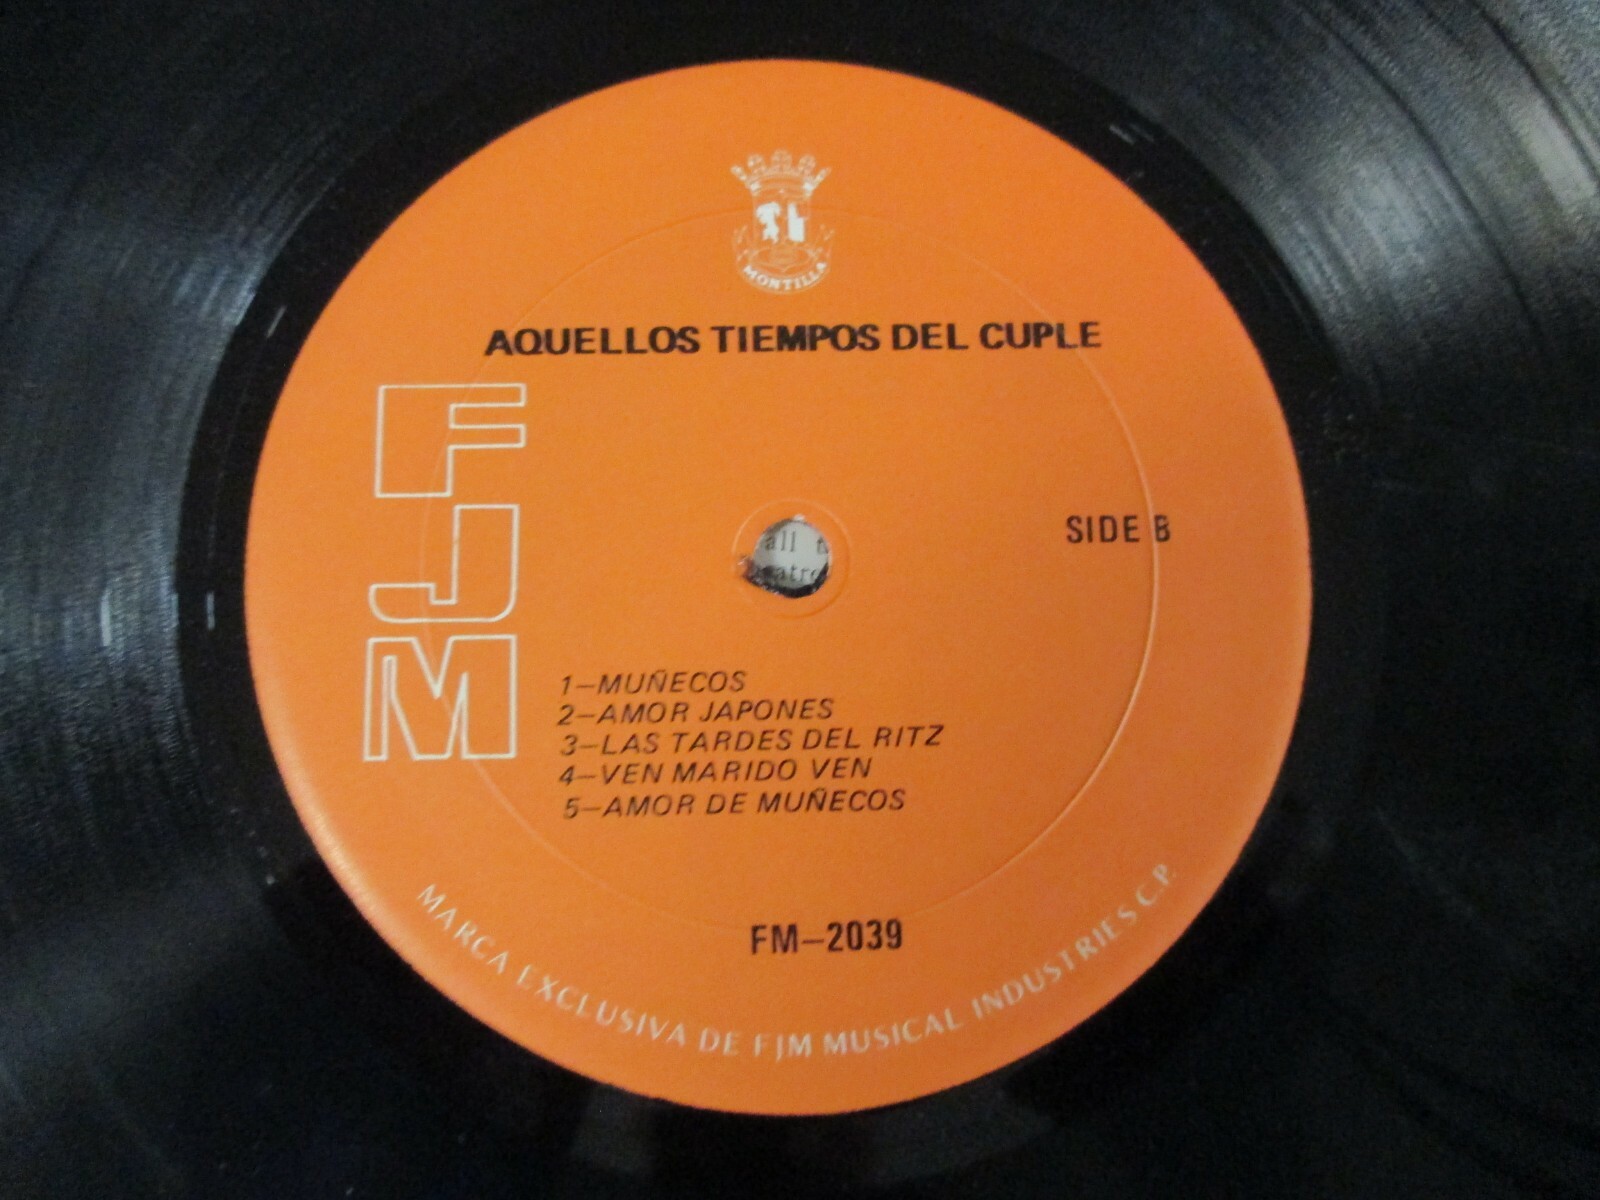 MONTILLA
AQUELLOS TIEMPOS DEL CUPLE
FJM
SIDE B
all t
1-MUÑECOS
2-AMOR JAPONES
3-LAS TARDES DEL RITZ
4-VEN MARIDO VEN
5-AMOR DE MUÑECOS
FM-2039
MARCA EXCLUSIVA DE FJM MUSICAL INDUSTRIES C.P.